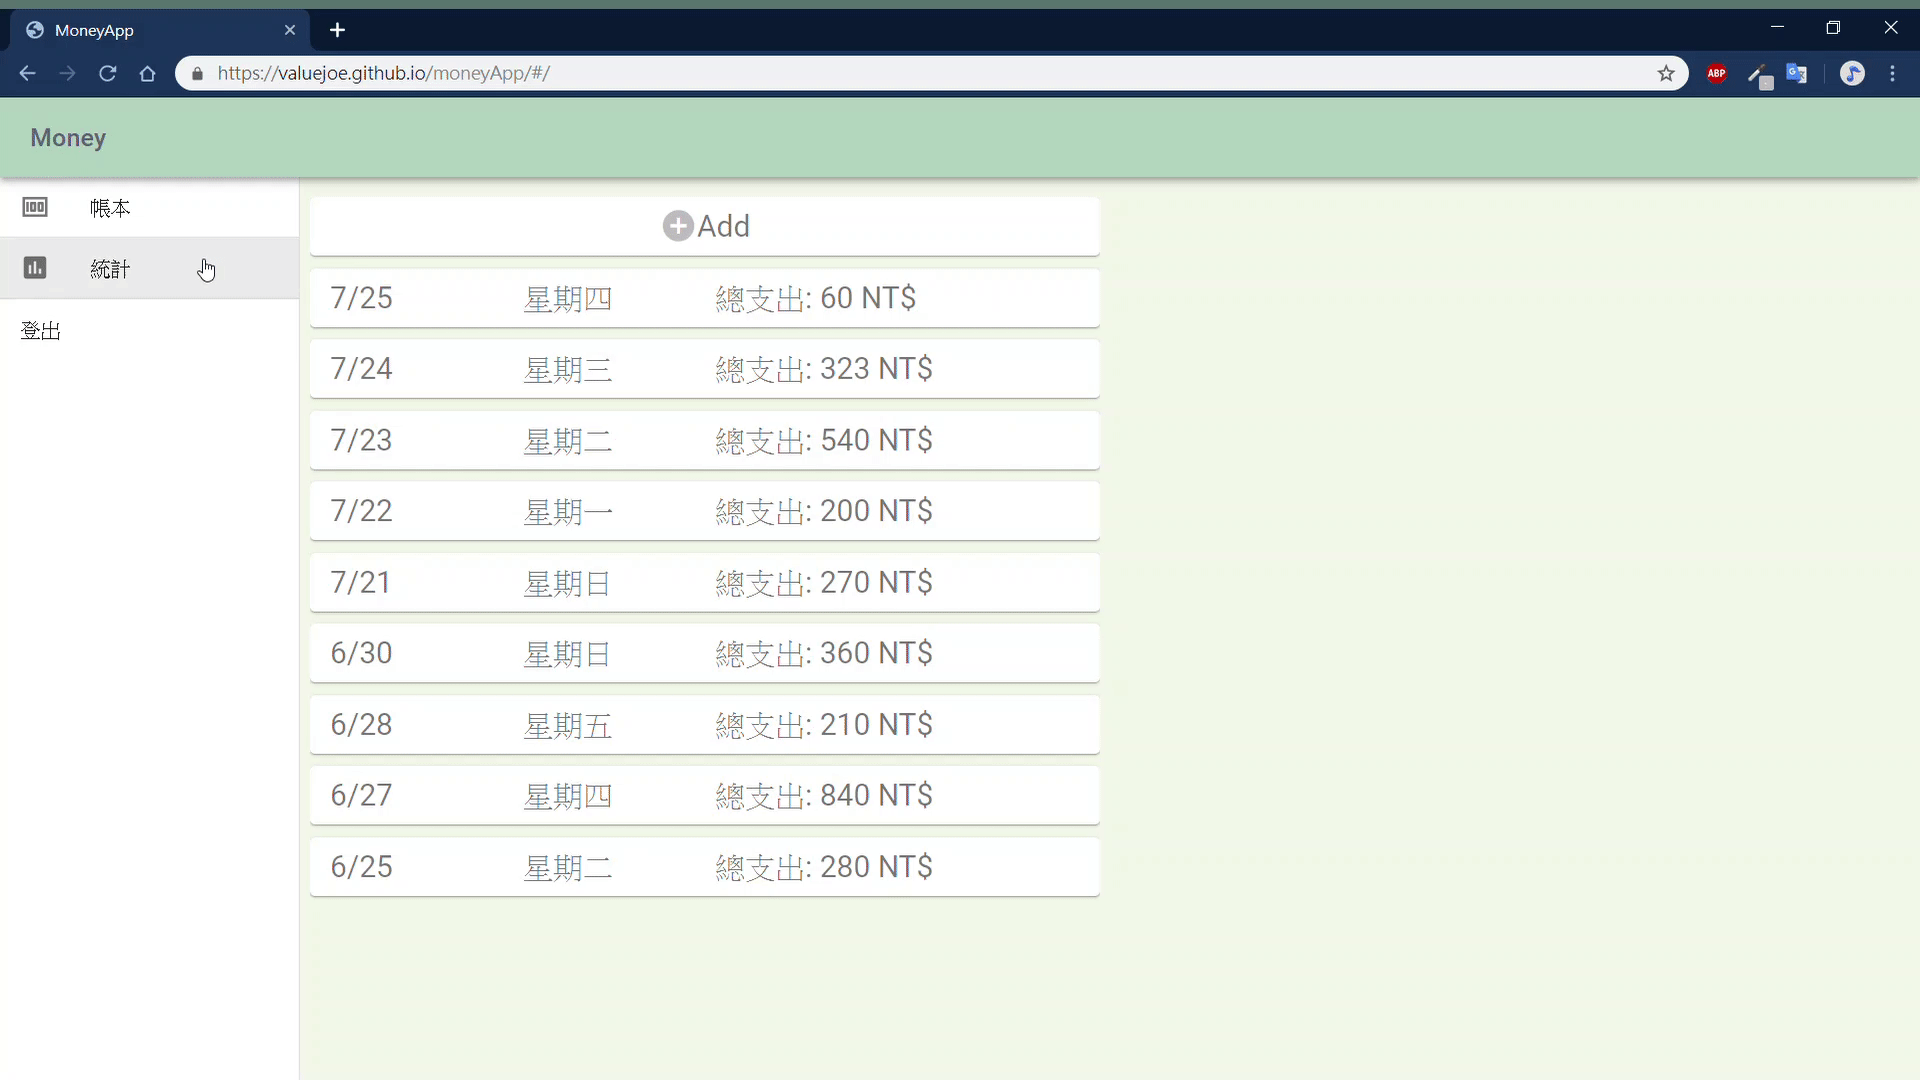 MoneyApp
https://valuejoe.github.io/moneyApp/#/
ABP
Money
帳本
統計
登出
Add
7/25 星期四 總支出: 60 NT$
7/24 星期三 總支出: 323 NT$
7/23 星期二 總支出: 540 NT$
7/22 星期一 總支出: 200 NT$
7/21 星期日 總支出: 270 NT$
6/30 星期日 總支出: 360 NT$
6/28 星期五 總支出: 210 NT$
6/27 星期四 總支出: 840 NT$
6/25 星期二 總支出: 280 NT$